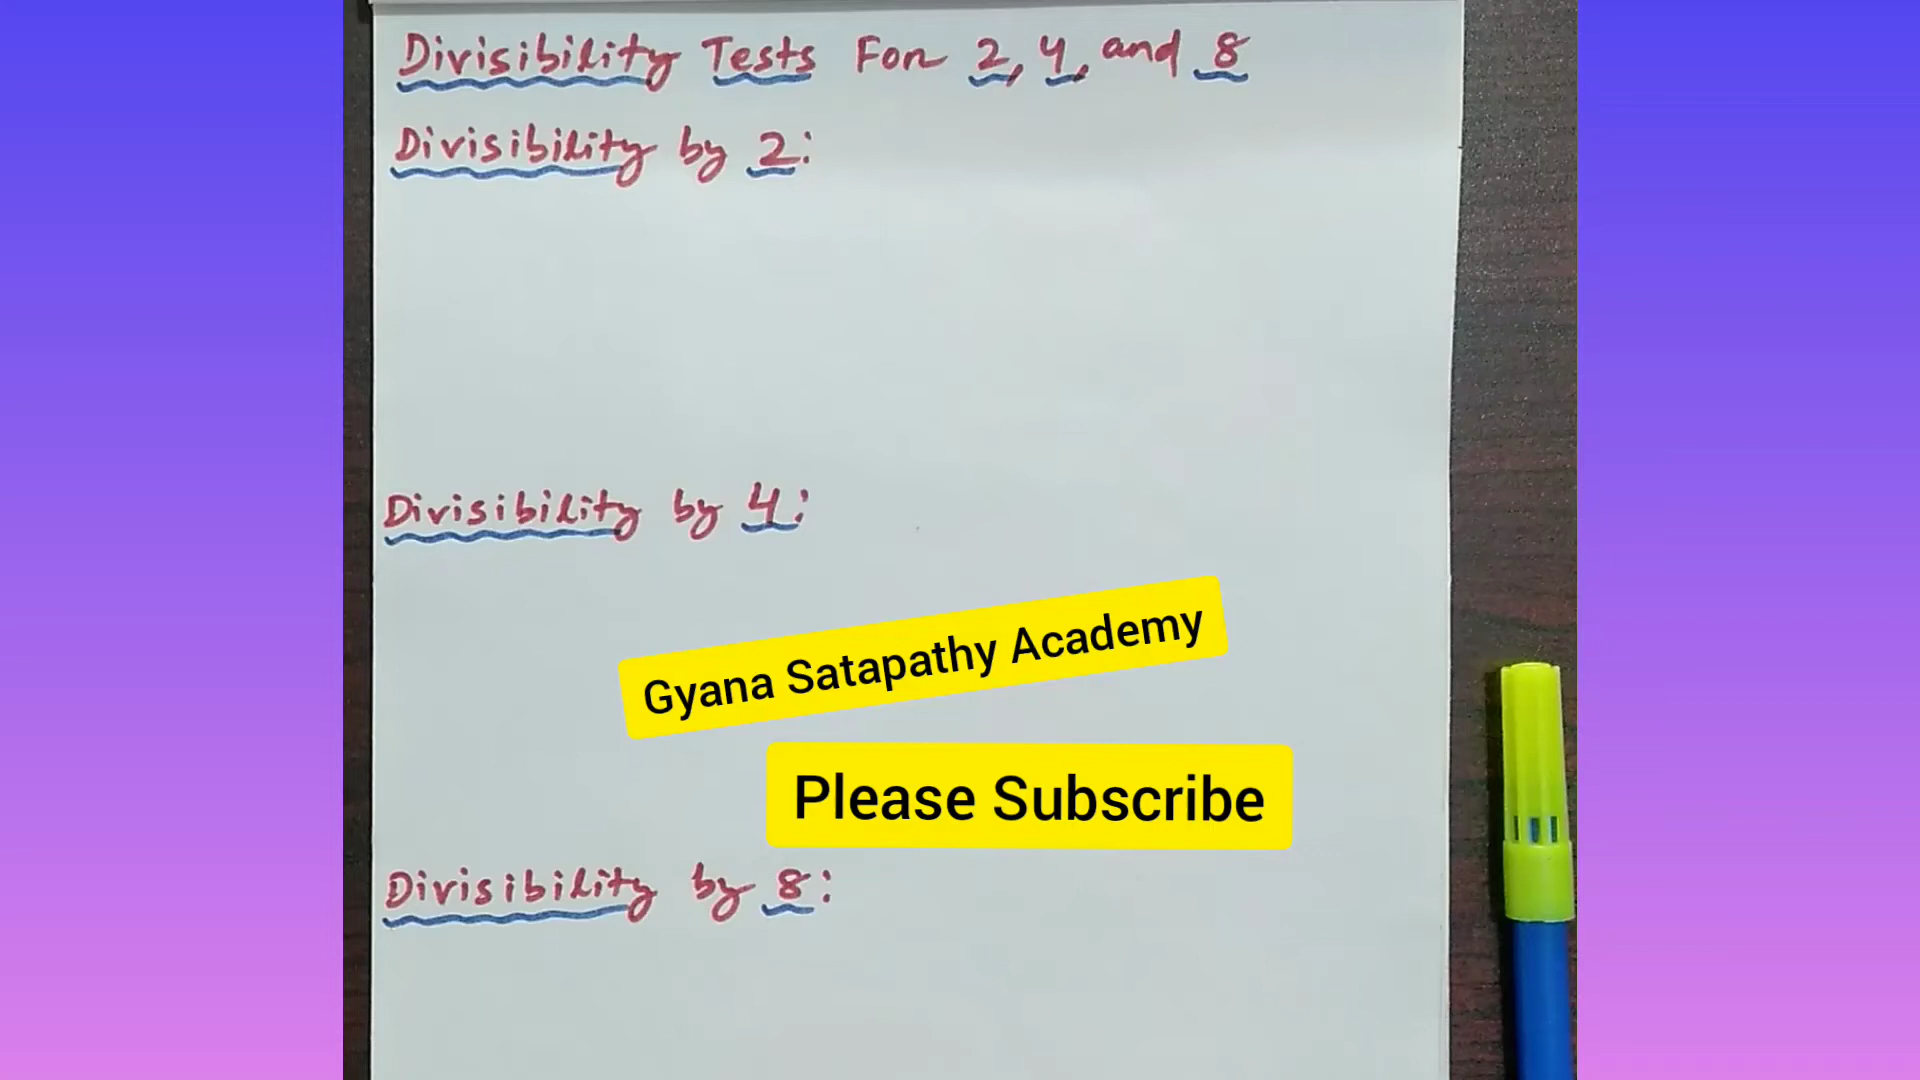 Divisibility Tests For 2, 4, and 8
Divisibility by 2:
Divisibility by 4:
Gyana Satapathy Academy
Please Subscribe
Divisibility by 8: